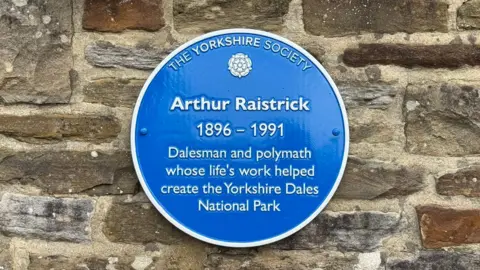 THE YORKSHIRE SOCIETY
Arthur Raistrick
1896 – 1991
Dalesman and polymath
whose life's work helped
create the Yorkshire Dales
National Park